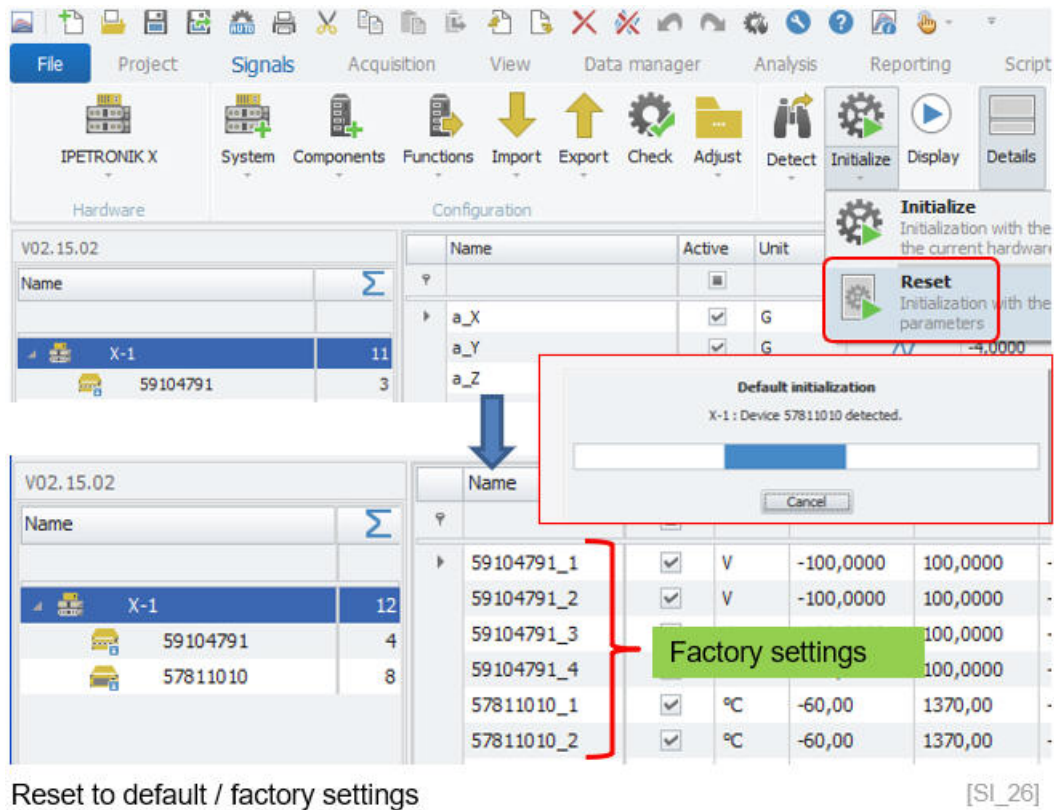 AUTO
File Project Signals Acquisition View Data manager Analysis Reporting Script
IPETRONIK X System Components Functions Import Export Check Adjust Detect Initialize Display Details
Hardware Configuration
Initialize
Initialization with the
the current hardware
Reset
Initialization with the
parameters
V02.15.02
Name Σ
X-1 11
59104791 3
Name Active Unit
a_X G
a_Y G -4,0000
a_Z
Default initialization
X-1 : Device 57811010 detected.
Cancel
V02.15.02
Name Σ
X-1 12
59104791 4
57811010 8
Name
59104791_1 V -100,0000 100,0000
59104791_2 V -100,0000 100,0000
59104791_3 100,0000
59104791_4 100,0000
57811010_1 °C -60,00 1370,00
57811010_2 °C -60,00 1370,00
Factory settings
Reset to default / factory settings
[SI_26]